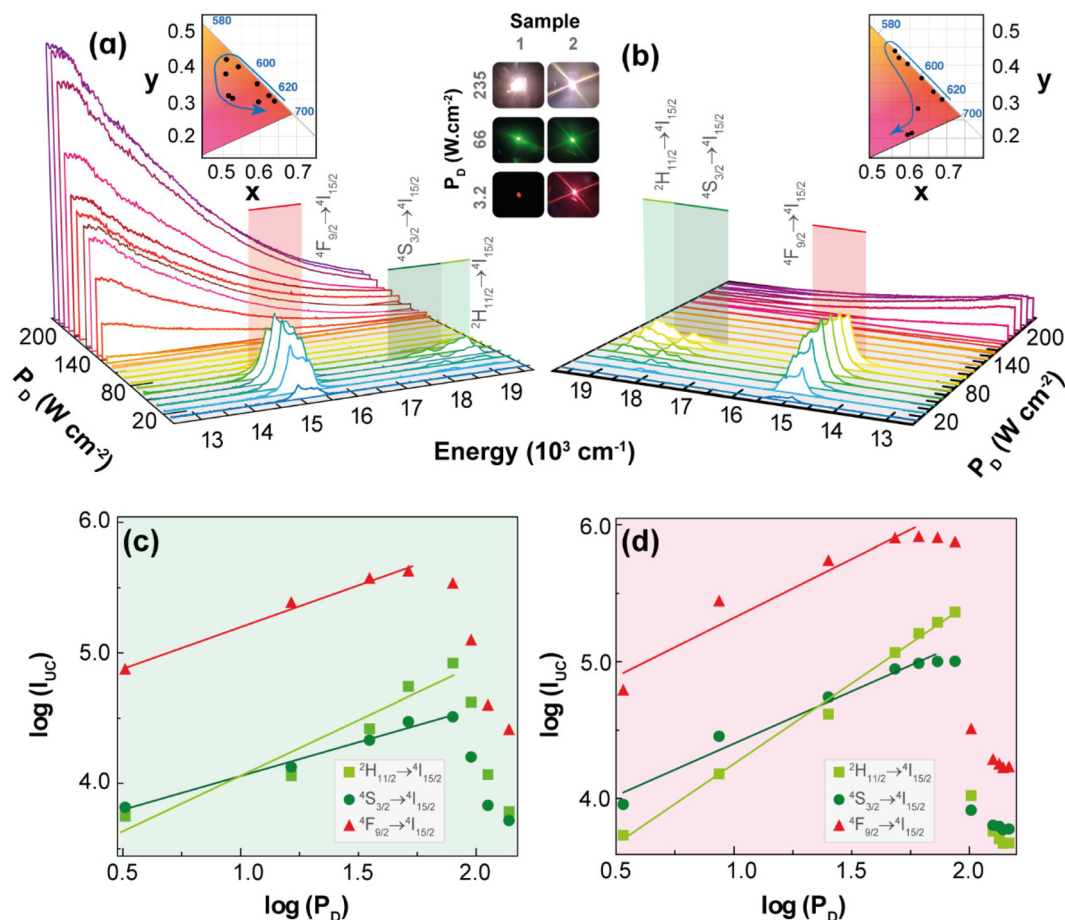 (a)
580
0.5
0.4
y
0.3
0.2
600
620
700
0.45 0.5 0.6 0.7
x
Sample
1 2
P_D (W.cm⁻²)
235
66
3.2
(b)
580
0.5
0.4
y
0.3
0.2
600
620
700
0.5 0.6 0.7
x
⁴F₉/₂→⁴I₁₅/₂
⁴S₃/₂→⁴I₁₅/₂
²H₁₁/₂→⁴I₁₅/₂
²H₁₁/₂→⁴I₁₅/₂
⁴S₃/₂→⁴I₁₅/₂
⁴F₉/₂→⁴I₁₅/₂
200
140
80
20
P_D (W cm⁻²)
13 14 15 16 17 18 19
Energy (10³ cm⁻¹)
19 18 17 16 15 14 13
200
140
80
20
P_D (W cm⁻²)
(c)
6.0
5.0
4.0
log (I_UC)
²H₁₁/₂→⁴I₁₅/₂
⁴S₃/₂→⁴I₁₅/₂
⁴F₉/₂→⁴I₁₅/₂
0.5 1.0 1.5 2.0
log (P_D)
(d)
6.0
5.0
4.0
log (I_UC)
²H₁₁/₂→⁴I₁₅/₂
⁴S₃/₂→⁴I₁₅/₂
⁴F₉/₂→⁴I₁₅/₂
0.5 1.0 1.5 2.0
log (P_D)